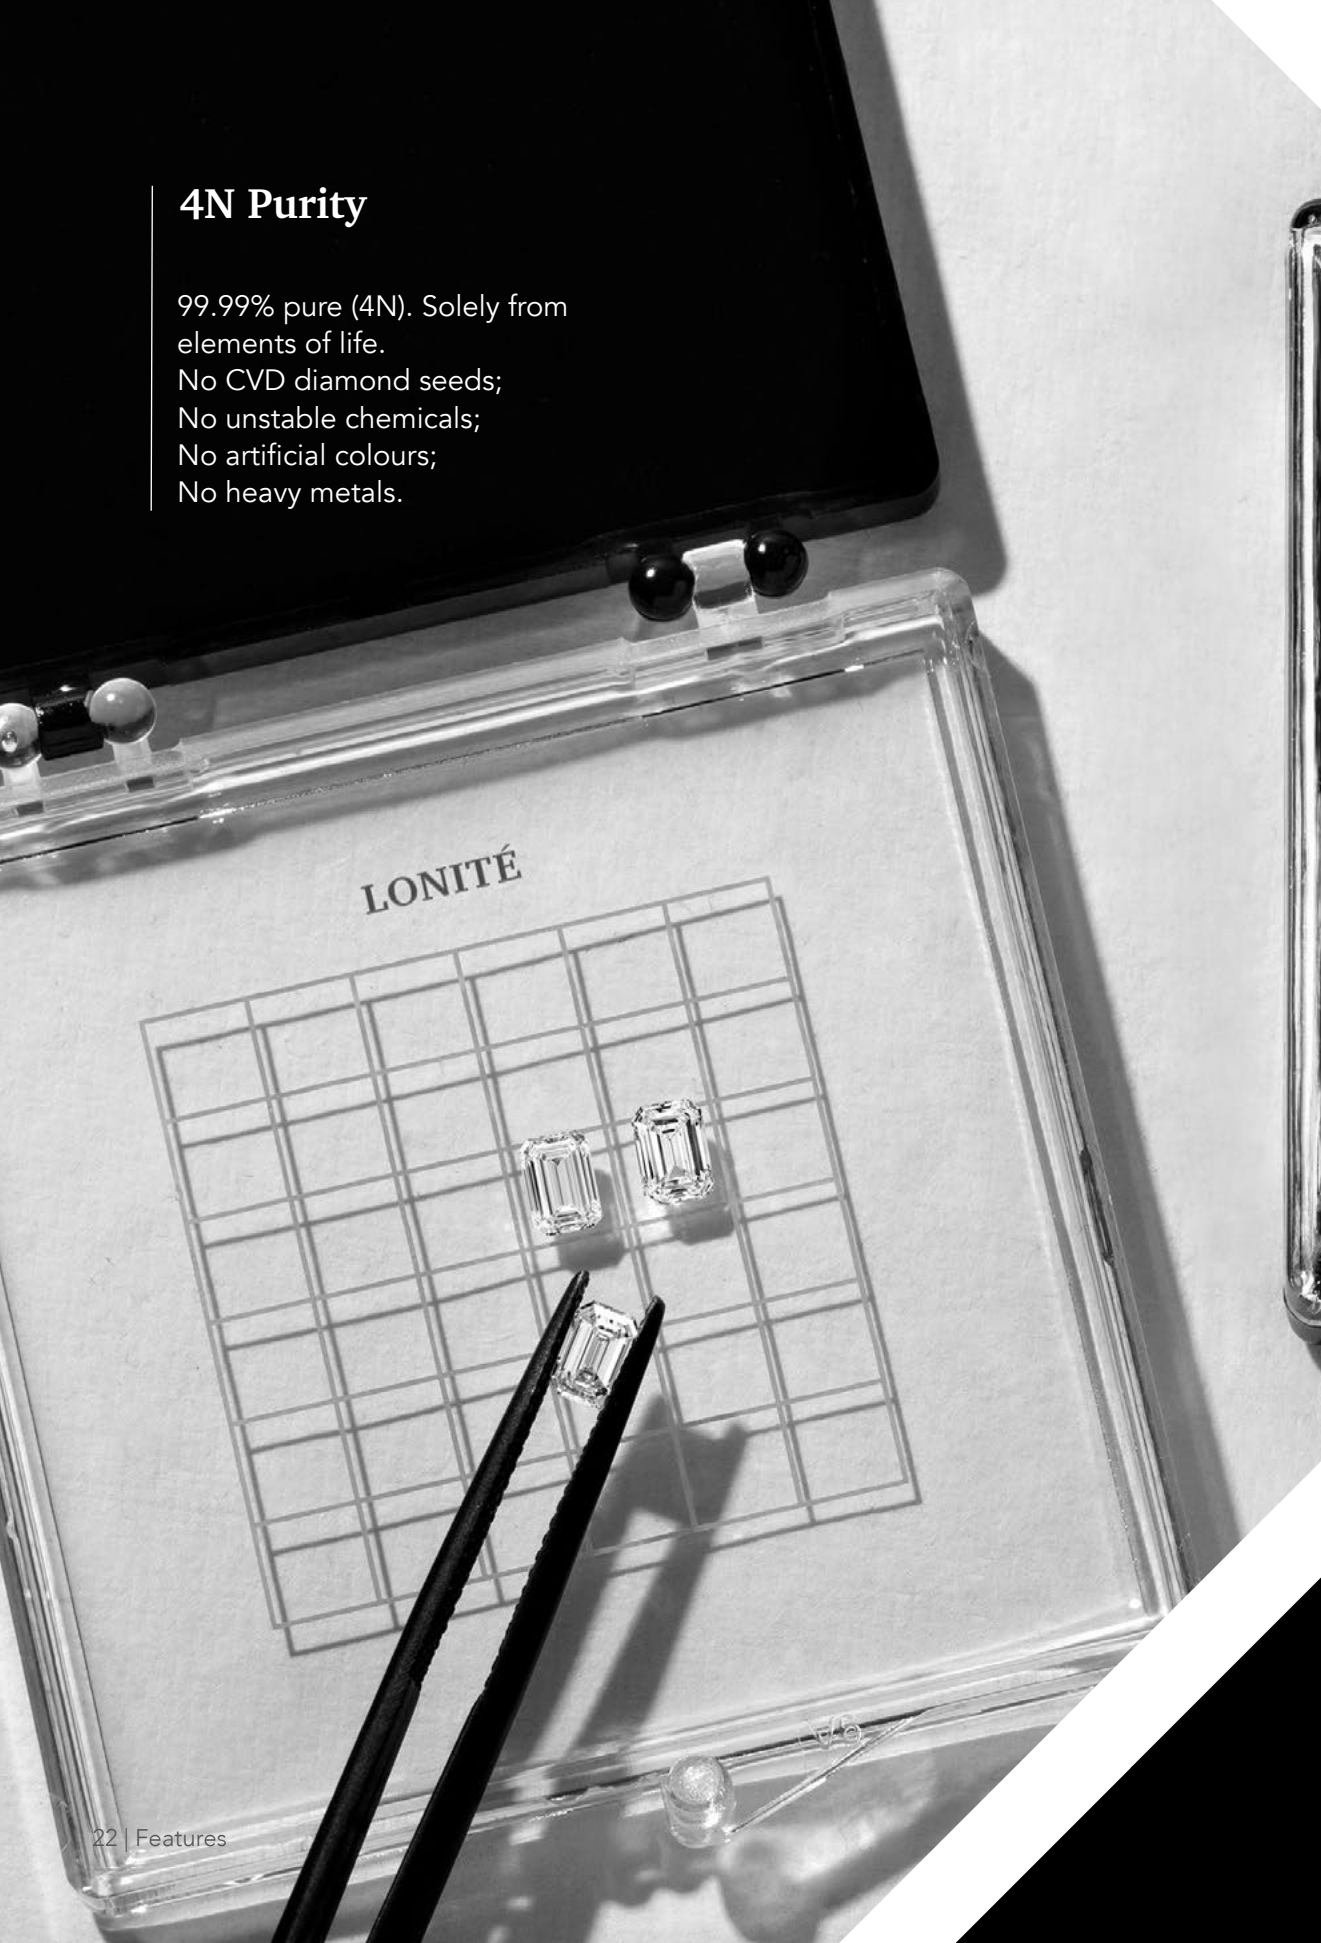 4N Purity
99.99% pure (4N). Solely from
elements of life.
No CVD diamond seeds;
No unstable chemicals;
No artificial colours;
No heavy metals.
LONITÉ
22 | Features